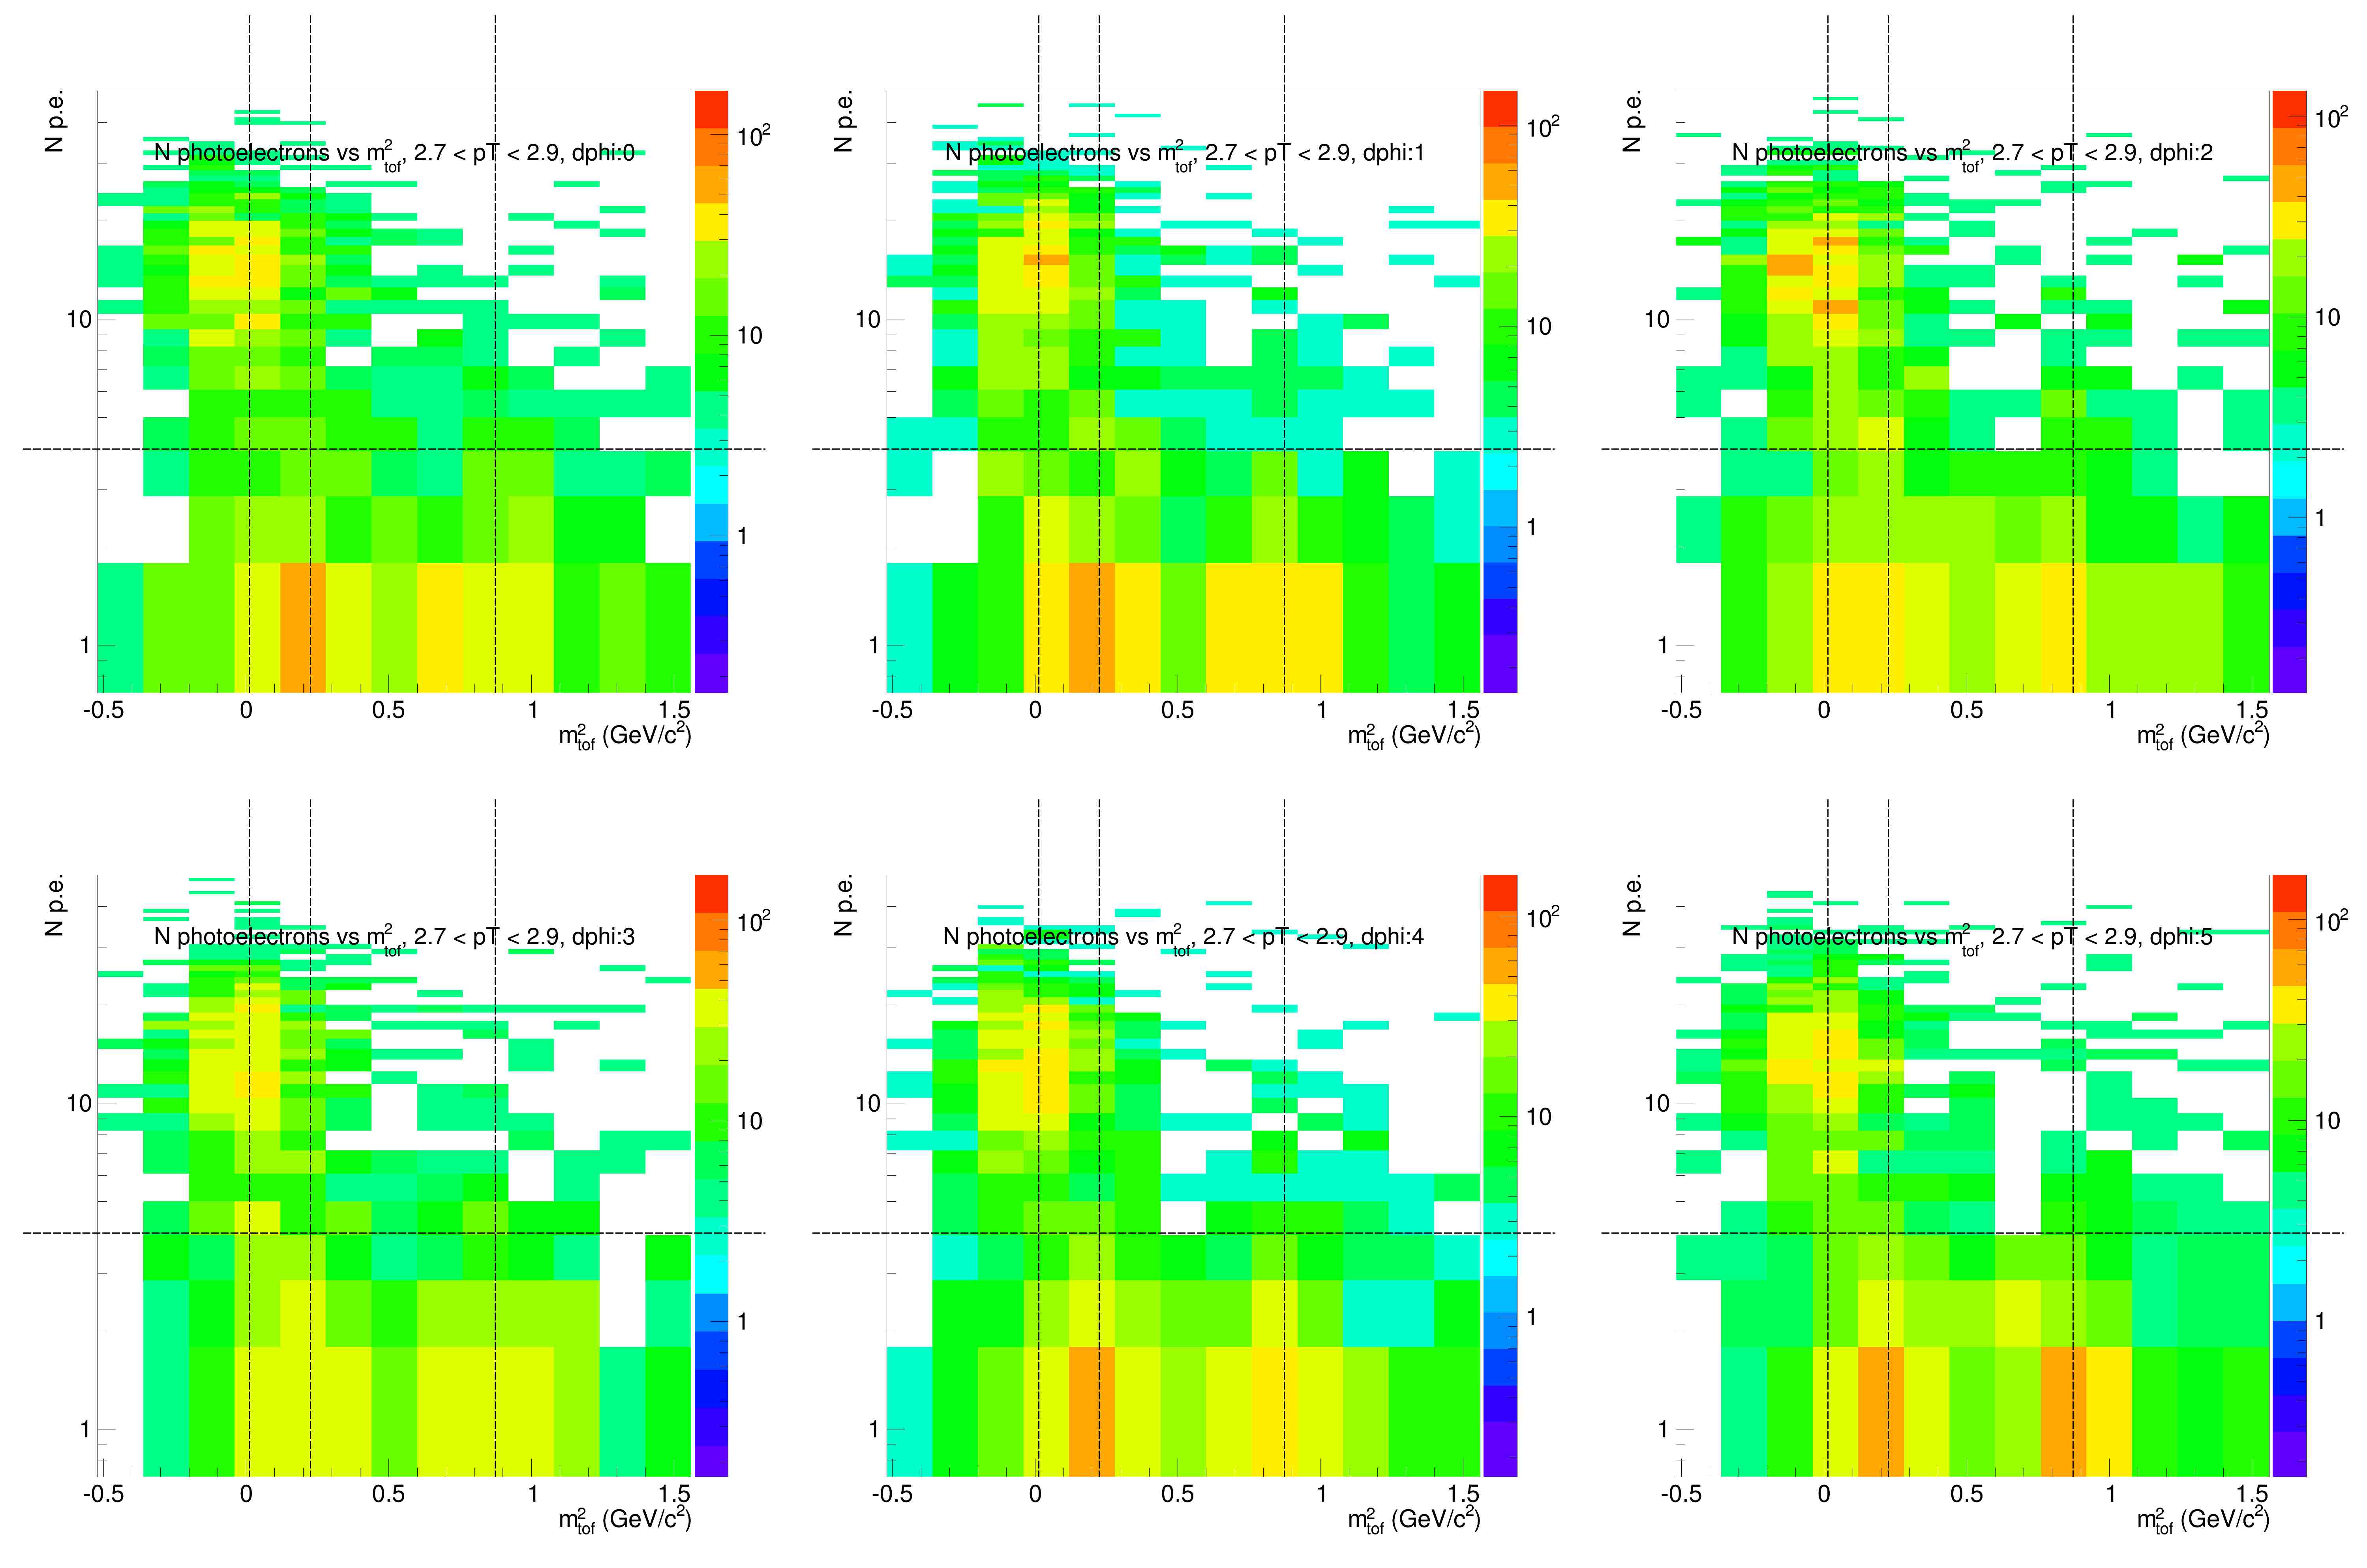 N p.e.
N photoelectrons vs m²tof, 2.7 < pT < 2.9, dphi:0
10
1
-0.5 0 0.5 1 1.5
m²tof (GeV/c²)
10²
10
1
N p.e.
N photoelectrons vs m²tof, 2.7 < pT < 2.9, dphi:1
10
1
-0.5 0 0.5 1 1.5
m²tof (GeV/c²)
10²
10
1
N p.e.
N photoelectrons vs m²tof, 2.7 < pT < 2.9, dphi:2
10
1
-0.5 0 0.5 1 1.5
m²tof (GeV/c²)
10²
10
1
N p.e.
N photoelectrons vs m²tof, 2.7 < pT < 2.9, dphi:3
10
1
-0.5 0 0.5 1 1.5
m²tof (GeV/c²)
10²
10
1
N p.e.
N photoelectrons vs m²tof, 2.7 < pT < 2.9, dphi:4
10
1
-0.5 0 0.5 1 1.5
m²tof (GeV/c²)
10²
10
1
N p.e.
N photoelectrons vs m²tof, 2.7 < pT < 2.9, dphi:5
10
1
-0.5 0 0.5 1 1.5
m²tof (GeV/c²)
10²
10
1